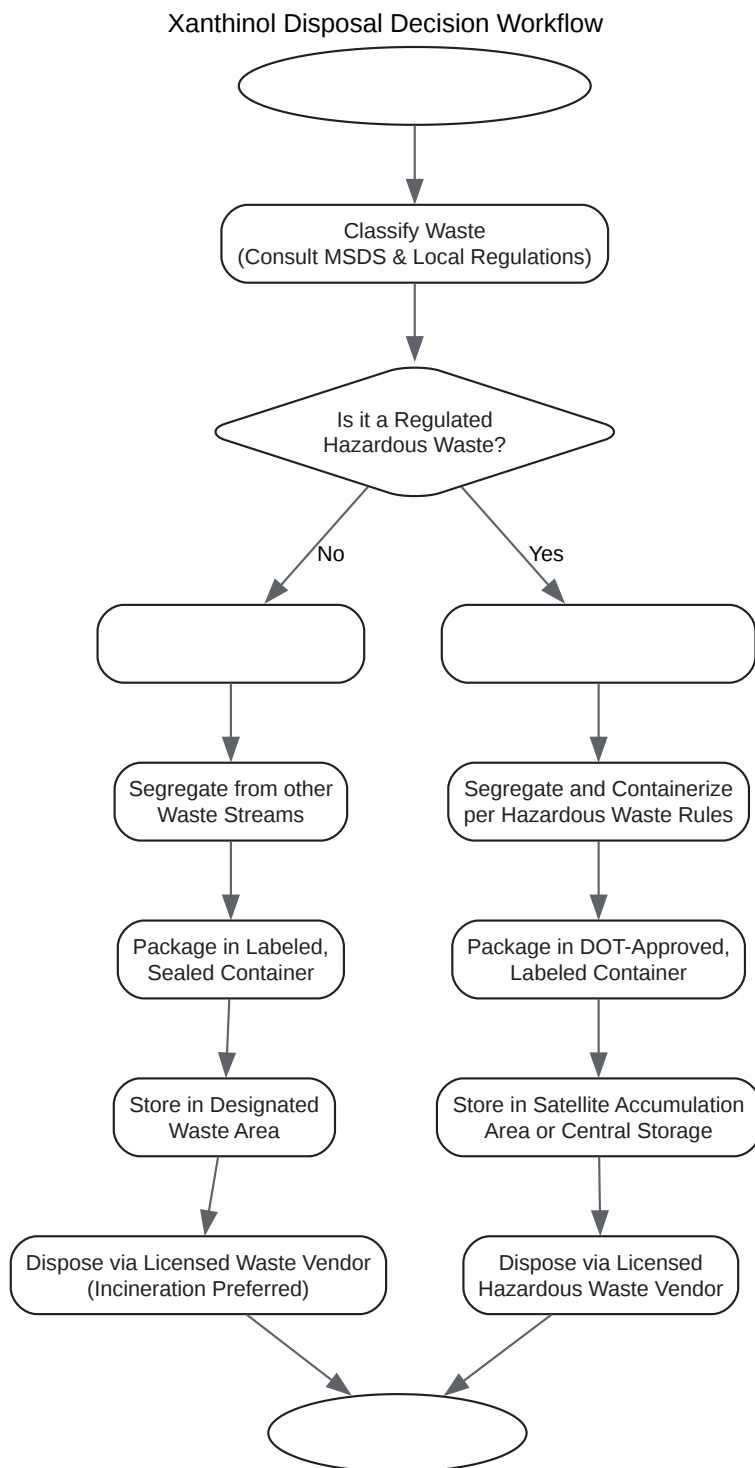 Xanthinol Disposal Decision Workflow
Classify Waste
(Consult MSDS & Local Regulations)
Is it a Regulated
Hazardous Waste?
No
Yes
Segregate from other
Waste Streams
Segregate and Containerize
per Hazardous Waste Rules
Package in Labeled,
Sealed Container
Package in DOT-Approved,
Labeled Container
Store in Designated
Waste Area
Store in Satellite Accumulation
Area or Central Storage
Dispose via Licensed Waste Vendor
(Incineration Preferred)
Dispose via Licensed
Hazardous Waste Vendor